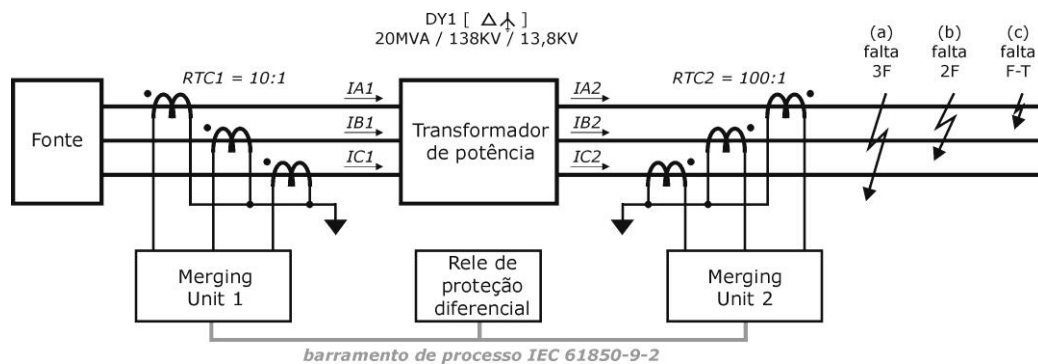 DY1 [ Δ ⅄ ]
20MVA / 138KV / 13,8KV
(a)
falta
3F
(b)
falta
2F
(c)
falta
F-T
RTC1 = 10:1
RTC2 = 100:1
IA1
IB1
IC1
IA2
IB2
IC2
Fonte
Transformador
de potência
Merging
Unit 1
Rele de
proteção
diferencial
Merging
Unit 2
barramento de processo IEC 61850-9-2